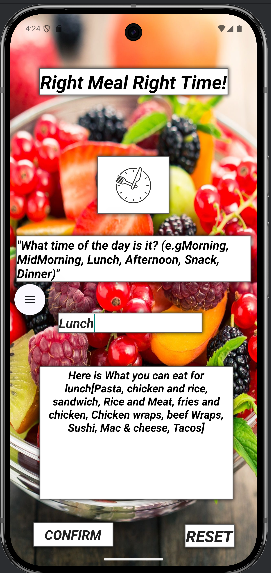 4:24
Right Meal Right Time!
"What time of the day is it? (e.gMorning,
MidMorning, Lunch, Afternoon, Snack,
Dinner)"
Lunch
Here is What you can eat for
lunch[Pasta, chicken and rice,
sandwich, Rice and Meat, fries and
chicken, Chicken wraps, beef Wraps,
Sushi, Mac & cheese, Tacos]
CONFIRM
RESET